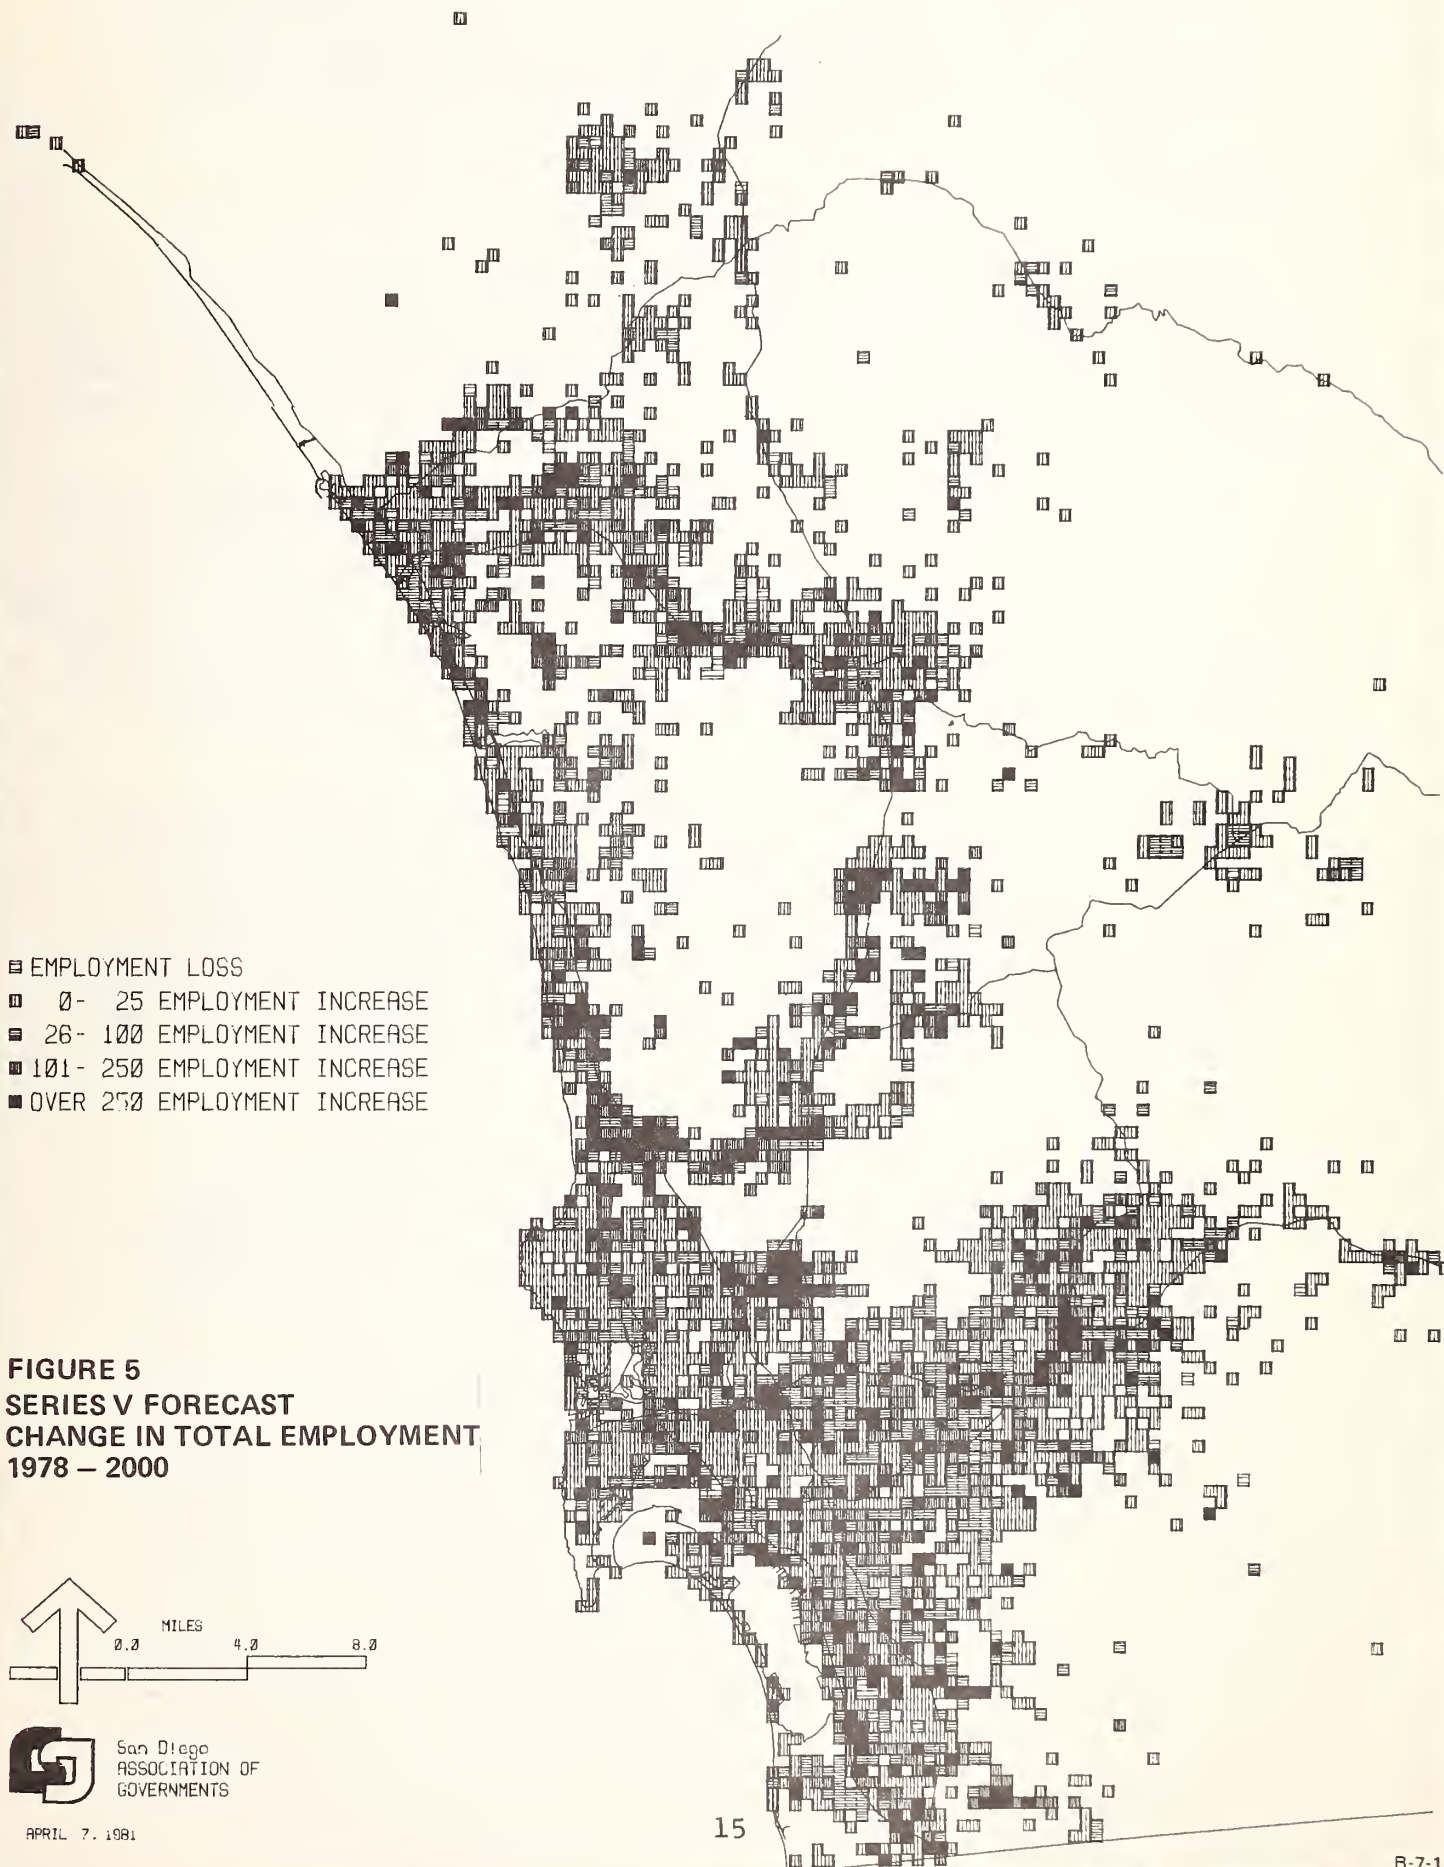 EMPLOYMENT LOSS
0- 25 EMPLOYMENT INCREASE
26- 100 EMPLOYMENT INCREASE
101- 250 EMPLOYMENT INCREASE
OVER 250 EMPLOYMENT INCREASE
FIGURE 5
SERIES V FORECAST
CHANGE IN TOTAL EMPLOYMENT
1978 – 2000
MILES
0.0 4.0 8.0
San Diego
ASSOCIATION OF
GOVERNMENTS
APRIL 7. 1981
15
R-7-1